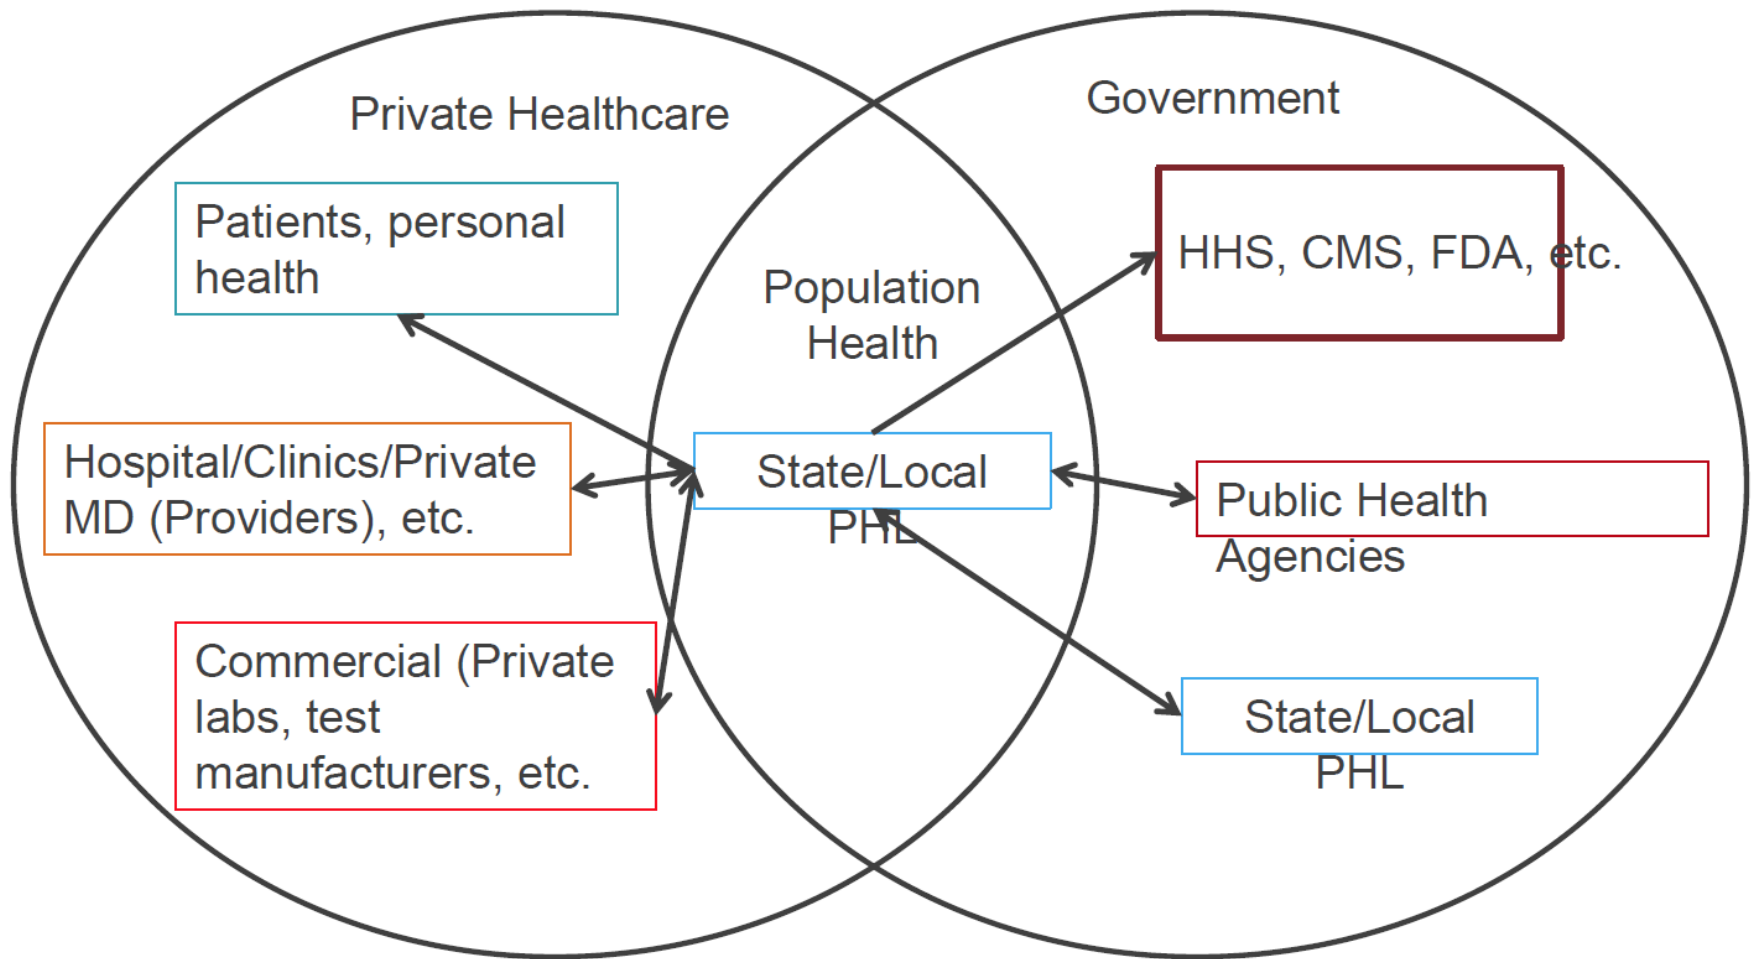 Private Healthcare
Government
Patients, personal
health
HHS, CMS, FDA, etc.
Population
Health
Hospital/Clinics/Private
MD (Providers), etc.
State/Local
PHL
Public Health
Agencies
Commercial (Private
labs, test
manufacturers, etc.
State/Local
PHL